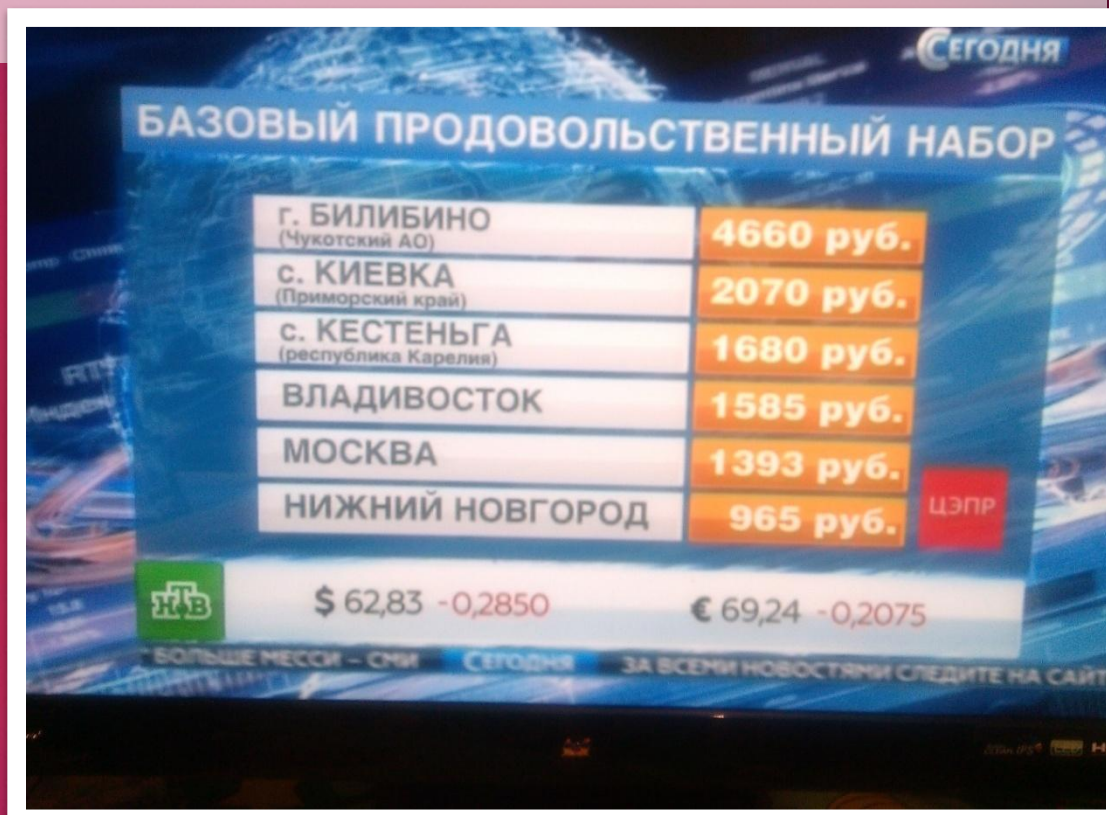 СЕГОДНЯ
БАЗОВЫЙ ПРОДОВОЛЬСТВЕННЫЙ НАБОР
г. БИЛИБИНО
(Чукотский АО)
4660 руб.
с. КИЕВКА
(Приморский край)
2070 руб.
с. КЕСТЕНЬГА
(республика Карелия)
1680 руб.
ВЛАДИВОСТОК
1585 руб.
МОСКВА
1393 руб.
НИЖНИЙ НОВГОРОД
965 руб.
ЦЭПР
НТВ
$ 62,83 -0,2850
€ 69,24 -0,2075
БОЛЬШЕ МЕССИ – СМИ СЕГОДНЯ ЗА ВСЕМИ НОВОСТЯМИ СЛЕДИТЕ НА САЙТ